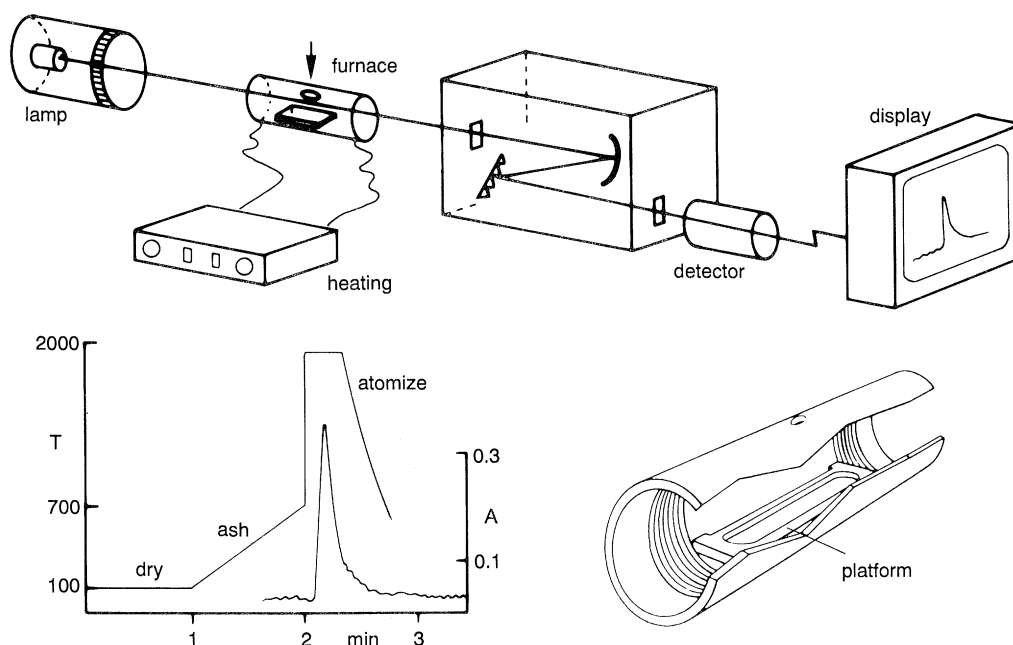 lamp
furnace
heating
detector
display
2000
T
700
100
dry
ash
atomize
0.3
A
0.1
1
2
min
3
platform